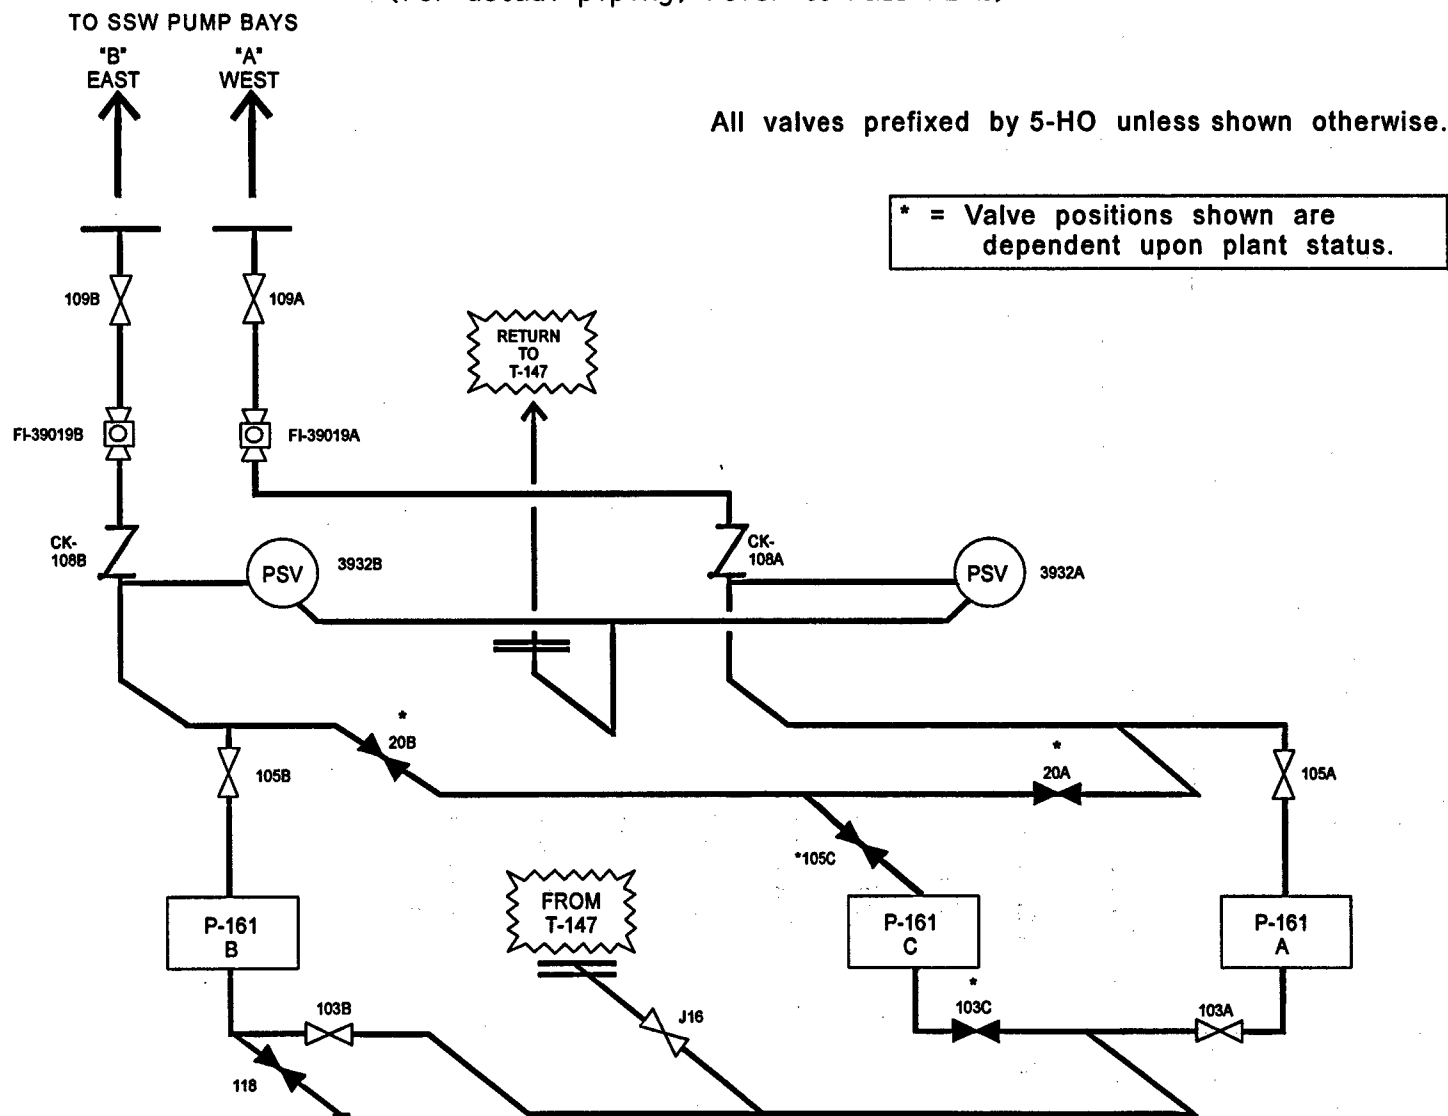 TO SSW PUMP BAYS
"B"
EAST
"A"
WEST
All valves prefixed by 5-HO unless shown otherwise.
* = Valve positions shown are
dependent upon plant status.
109B
109A
RETURN
TO
T-147
FI-39019B
FI-39019A
CK-
108B
PSV
3932B
CK-
108A
PSV
3932A
*
20B
105B
*
20A
105A
*105C
FROM
T-147
P-161
B
P-161
C
P-161
A
103B
J16
*
103C
103A
118